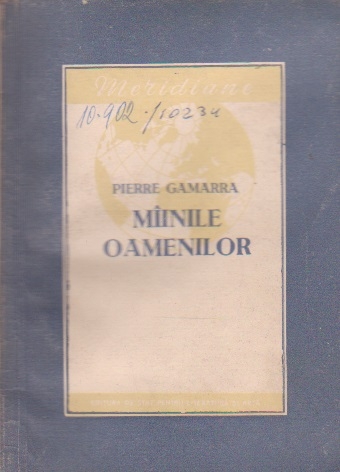 Meridiane
10.902./10234
PIERRE GAMARRA
MÎINILE
OAMENILOR